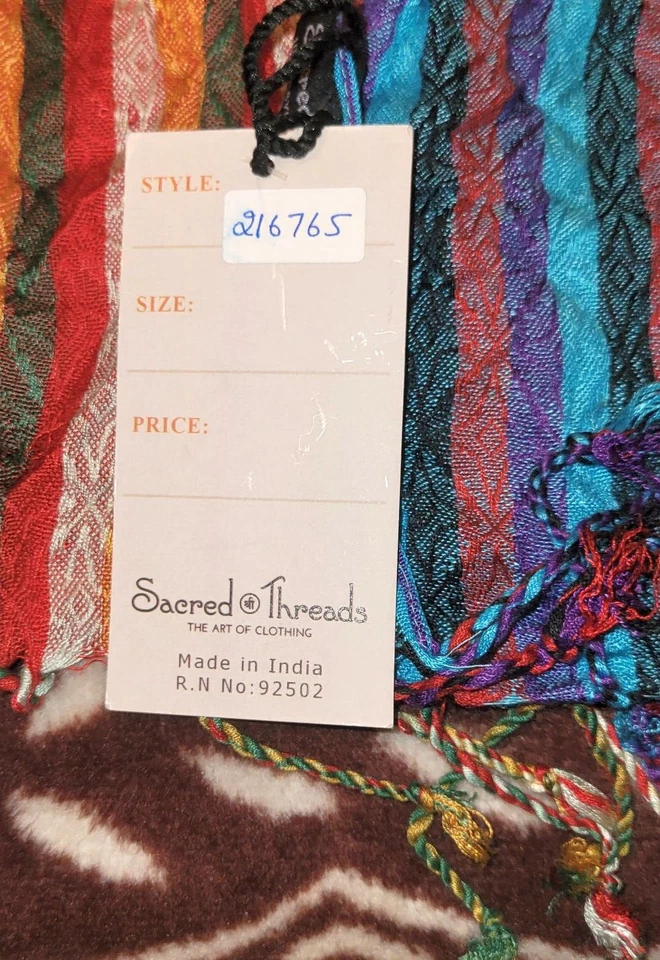 STYLE:
216765
SIZE:
PRICE:
Sacred श्री Threads
THE ART OF CLOTHING
Made in India
R.N No:92502